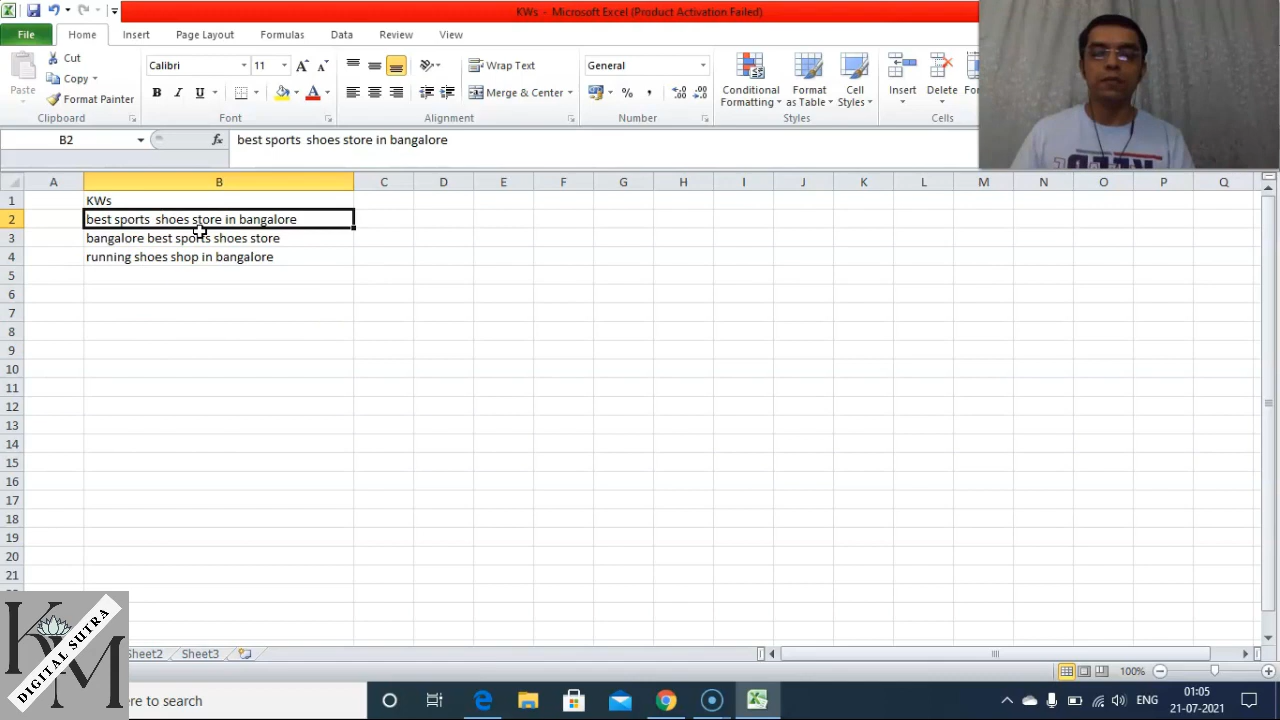 KWs - Microsoft Excel (Product Activation Failed)
File Home Insert Page Layout Formulas Data Review View
Cut
Copy
Format Painter
Paste
Clipboard
Calibri 11
B I U
Font
Wrap Text
Merge & Center
Alignment
General
Number
Conditional Formatting
Format as Table
Cell Styles
Styles
Insert Delete
Cells
B2 fx best sports  shoes store in bangalore
A B C D E F G H I J K L M N O P Q
1 KWs
2 best sports  shoes store in bangalore
3 bangalore best sports shoes store
4 running shoes shop in bangalore
5
6
7
8
9
10
11
12
13
14
15
16
17
18
19
20
21
KM
DIGITAL SUTRA
Sheet2 Sheet3
100%
ere to search
ENG
01:05
21-07-2021